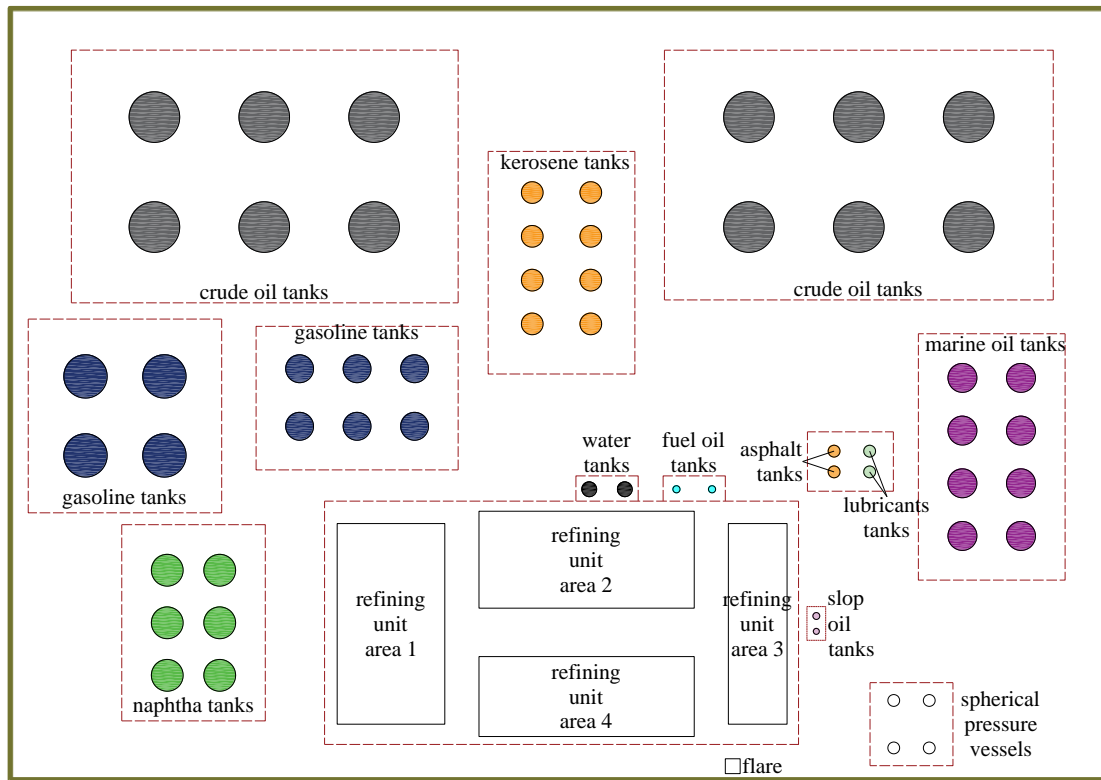 kerosene tanks
crude oil tanks
crude oil tanks
gasoline tanks
marine oil tanks
gasoline tanks
water
tanks
fuel oil
tanks
asphalt
tanks
lubricants
tanks
refining
unit
area 1
refining
unit
area 2
refining
unit
area 3
refining
unit
area 4
slop
oil
tanks
naphtha tanks
spherical
pressure
vessels
flare